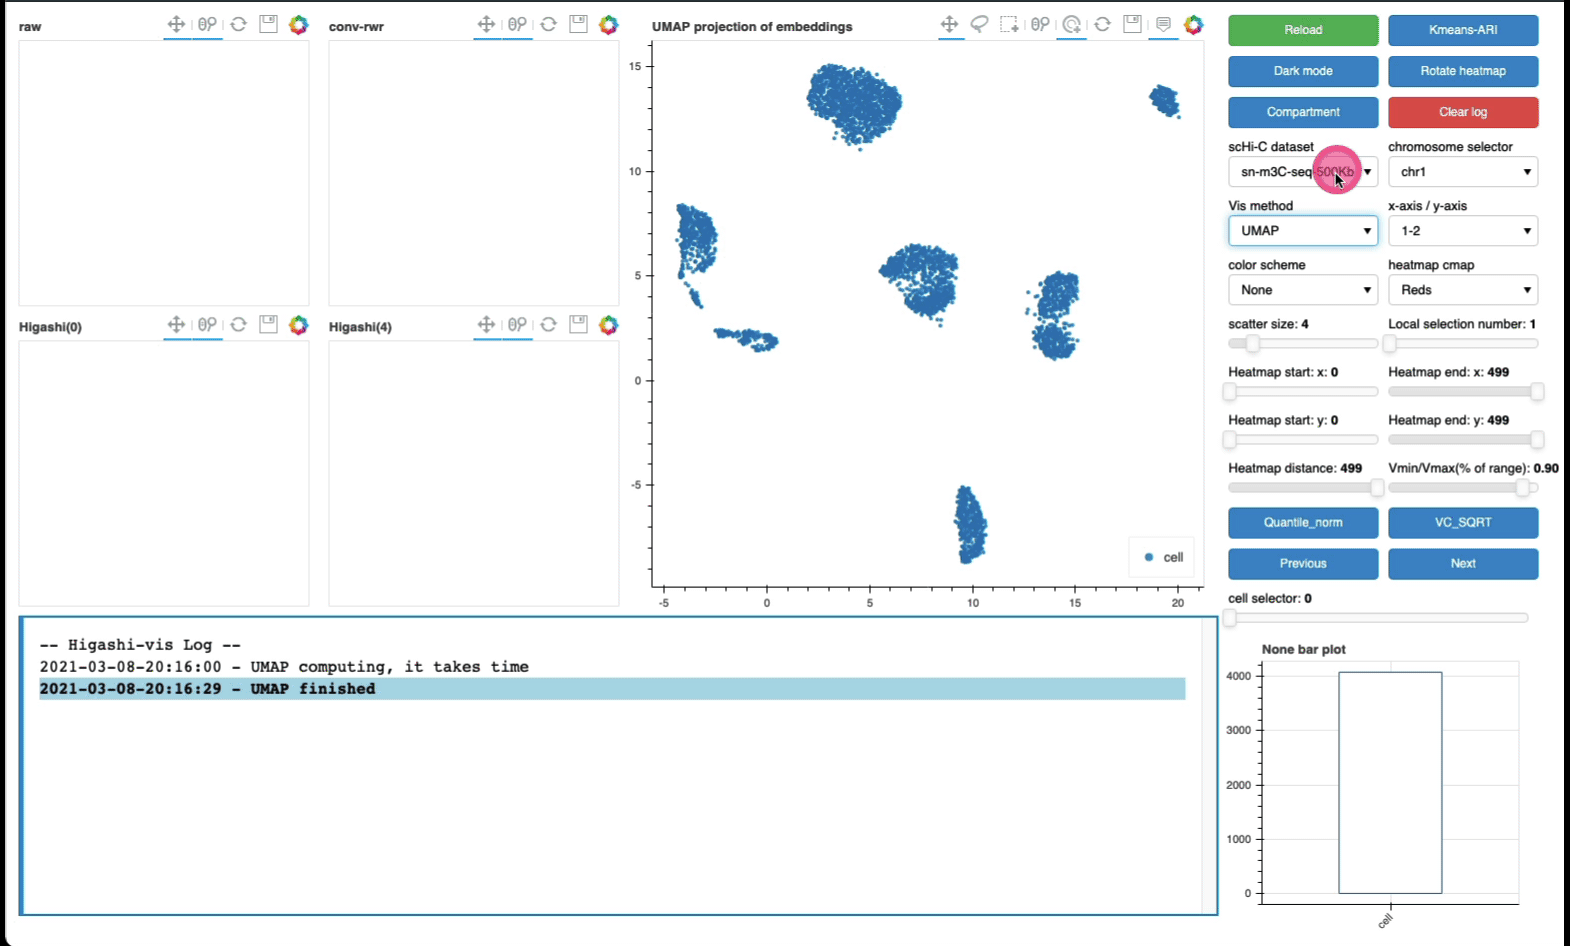 raw
conv-rwr
UMAP projection of embeddings
Higashi(0)
Higashi(4)
15
10
5
0
-5
-5 0 5 10 15 20
cell
Reload Kmeans-ARI
Dark mode Rotate heatmap
Compartment Clear log
scHi-C dataset chromosome selector
sn-m3C-seq-500Kb chr1
Vis method x-axis / y-axis
UMAP 1-2
color scheme heatmap cmap
None Reds
scatter size: 4 Local selection number: 1
Heatmap start: x: 0 Heatmap end: x: 499
Heatmap start: y: 0 Heatmap end: y: 499
Heatmap distance: 499 Vmin/Vmax(% of range): 0.90
Quantile_norm VC_SQRT
Previous Next
cell selector: 0
-- Higashi-vis Log --
2021-03-08-20:16:00 - UMAP computing, it takes time
2021-03-08-20:16:29 - UMAP finished
None bar plot
4000
3000
2000
1000
0
cell